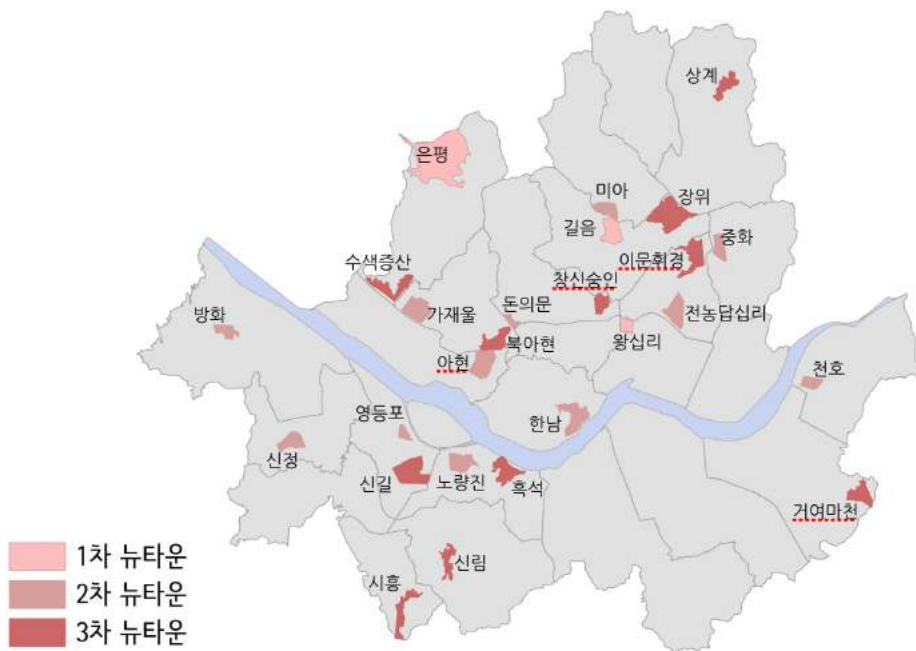 상계
은평
미아
장위
길음
중화
이문휘경
수색증산
창신숭인
방화
가재울
돈의문
전농답십리
아현
북아현
왕십리
천호
영등포
한남
신정
신길
노량진
흑석
거여마천
1차 뉴타운
신림
시흥
2차 뉴타운
3차 뉴타운